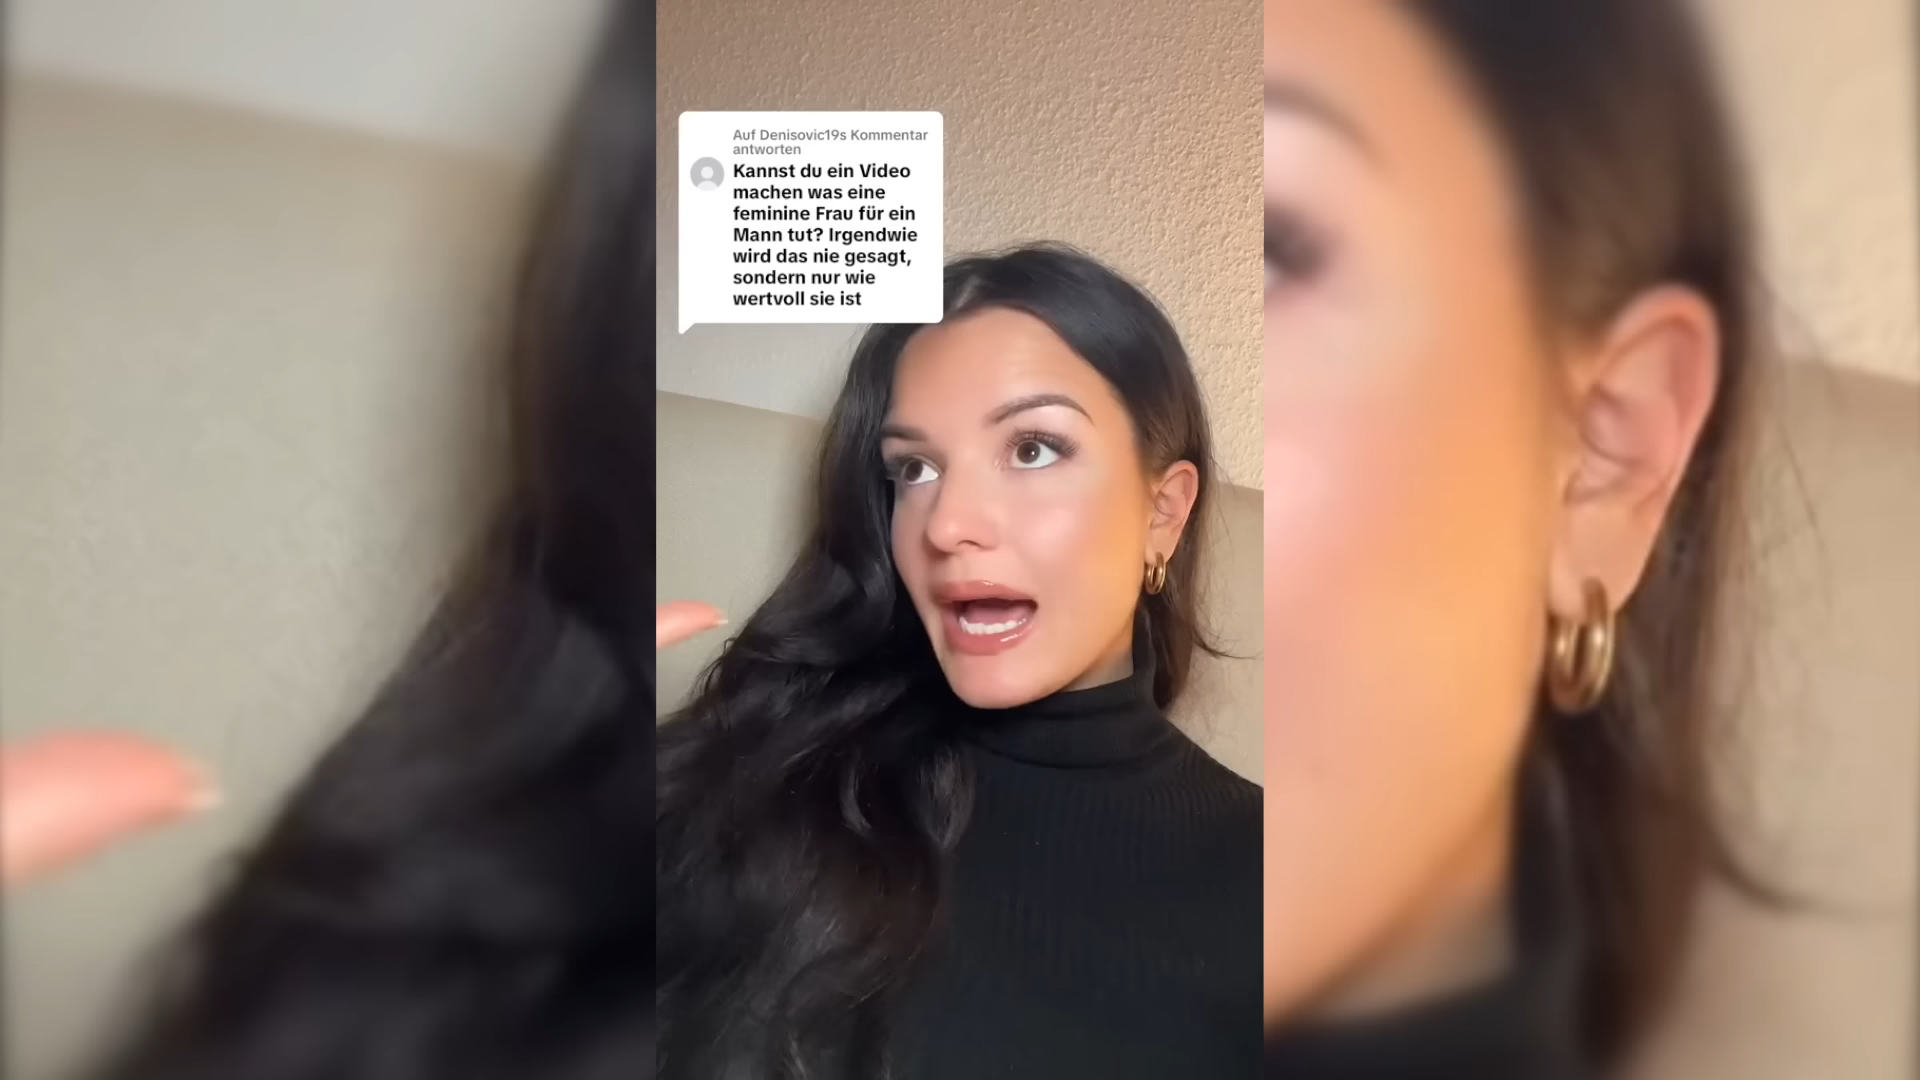 Auf Denisovic19s Kommentar
antworten
Kannst du ein Video
machen was eine
feminine Frau für ein
Mann tut? Irgendwie
wird das nie gesagt,
sondern nur wie
wertvoll sie ist